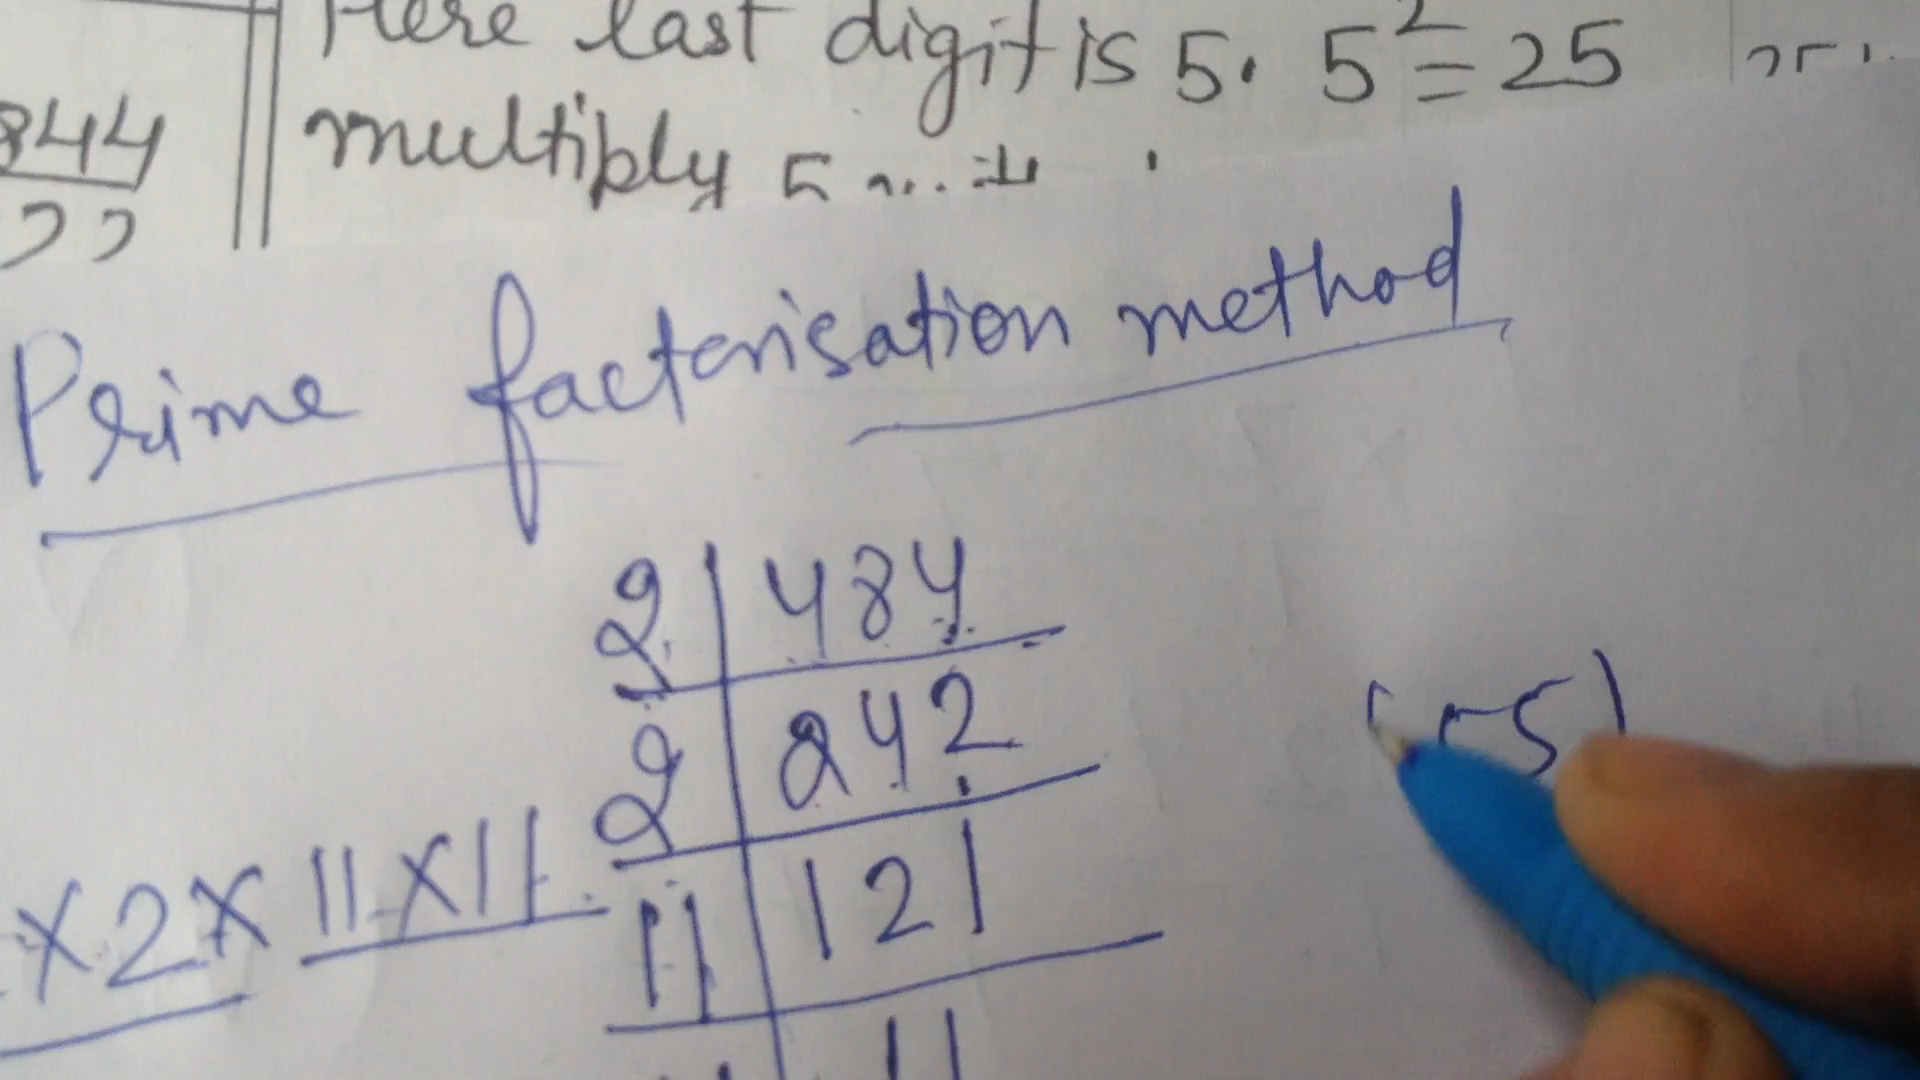 Here last digit is 5. 5² = 25
844
multiply 5
Prime factorisation method
2 | 484
2 | 242
11 | 121
11
×2×11×11